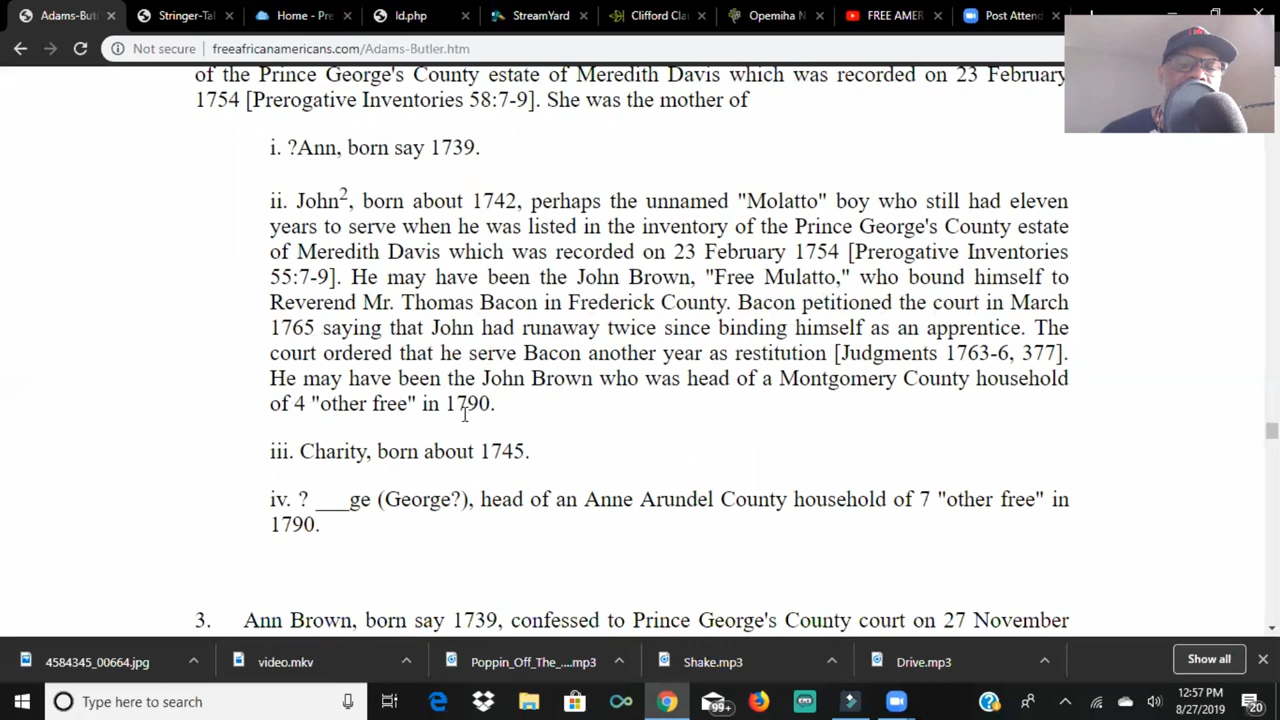 Adams-Bu
Stringer-Tal
Home - Pre
ld.php
StreamYard
Clifford Cla
Opemiha N
FREE AMER
Post Attend
Not secure
freeafricanamericans.com/Adams-Butler.htm
of the Prince George's County estate of Meredith Davis which was recorded on 23 February
1754 [Prerogative Inventories 58:7-9]. She was the mother of
i. ?Ann, born say 1739.
ii. John2, born about 1742, perhaps the unnamed "Molatto" boy who still had eleven
years to serve when he was listed in the inventory of the Prince George's County estate
of Meredith Davis which was recorded on 23 February 1754 [Prerogative Inventories
55:7-9]. He may have been the John Brown, "Free Mulatto," who bound himself to
Reverend Mr. Thomas Bacon in Frederick County. Bacon petitioned the court in March
1765 saying that John had runaway twice since binding himself as an apprentice. The
court ordered that he serve Bacon another year as restitution [Judgments 1763-6, 377].
He may have been the John Brown who was head of a Montgomery County household
of 4 "other free" in 1790.
iii. Charity, born about 1745.
iv. ? ___ge (George?), head of an Anne Arundel County household of 7 "other free" in
1790.
3. Ann Brown, born say 1739, confessed to Prince George's County court on 27 November
4584345_00664.jpg
video.mkv
Poppin_Off_The_....mp3
Shake.mp3
Drive.mp3
Show all
Type here to search
99+
12:57 PM
8/27/2019
20